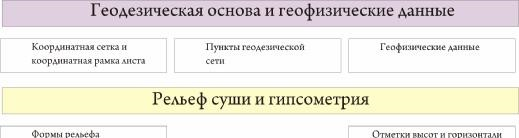 Геодезическая основа и геофизические данные
Координатная сетка и
координатная рамка листа
Пункты геодезической
сети
Геофизические данные
Рельеф суши и гипсометрия
Формы рельефа
Отметки высот и горизонтали